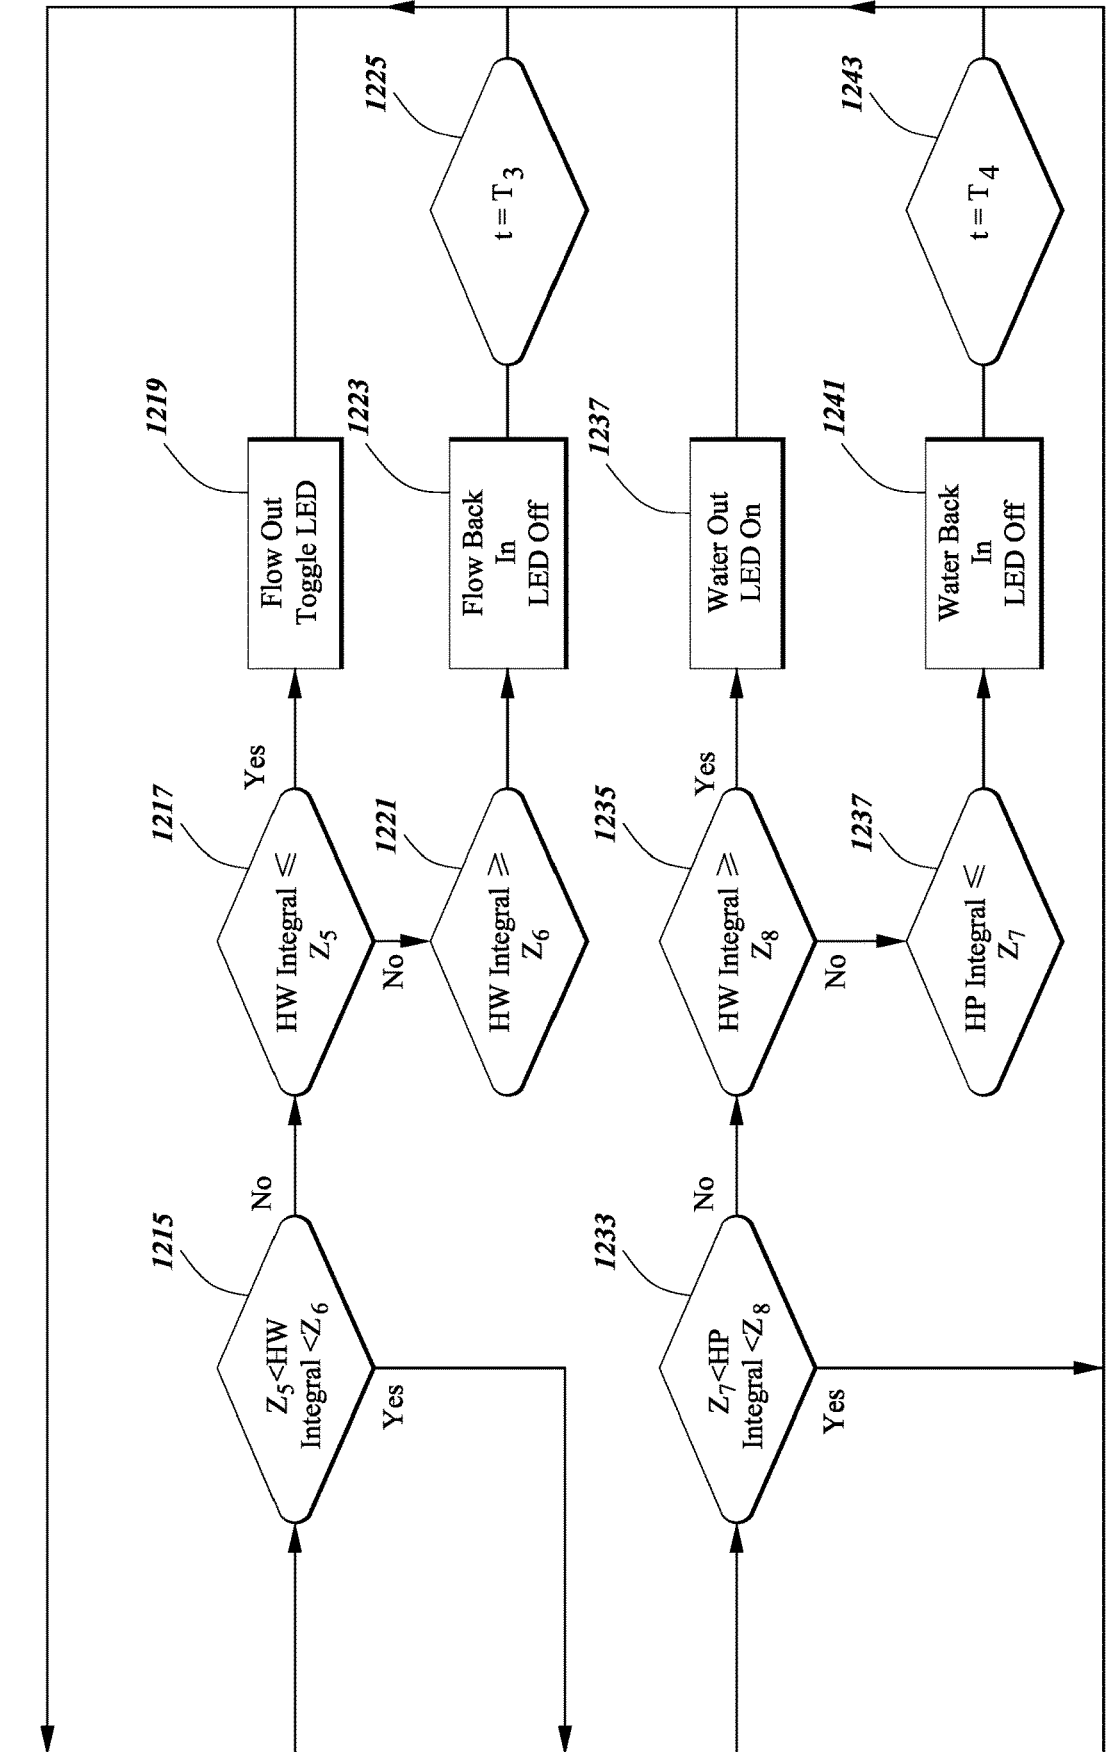 1215
Z5<HW
Integral <Z6
No
Yes
1217
HW Integral ≤
Z5
Yes
No
1219
Flow Out
Toggle LED
1221
HW Integral ≥
Z6
1223
Flow Back
In
LED Off
1225
t = T3
1233
Z7<HP
Integral <Z8
No
Yes
1235
HW Integral ≥
Z8
Yes
No
1237
Water Out
LED On
1237
HP Integral ≤
Z7
1241
Water Back
In
LED Off
1243
t = T4